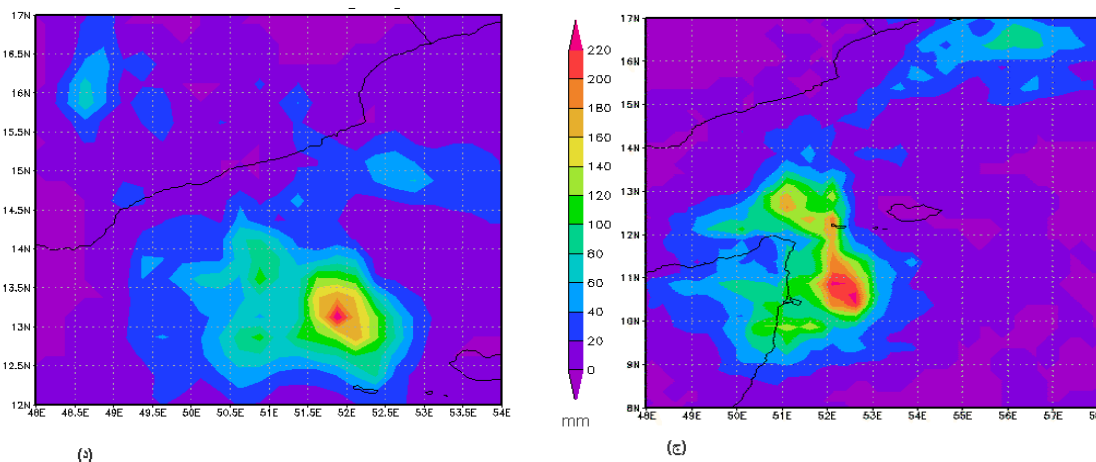 17N
16.5N
16N
15.5N
15N
14.5N
14N
13.5N
13N
12.5N
12N
48E 48.5E 49E 49.5E 50E 50.5E 51E 51.5E 52E 52.5E 53E 53.5E 54E
(د)
220
200
180
160
140
120
100
80
60
40
20
0
mm
17N
16N
15N
14N
13N
12N
11N
10N
9N
8N
48E 49E 50E 51E 52E 53E 54E 55E 56E 57E
(ج)